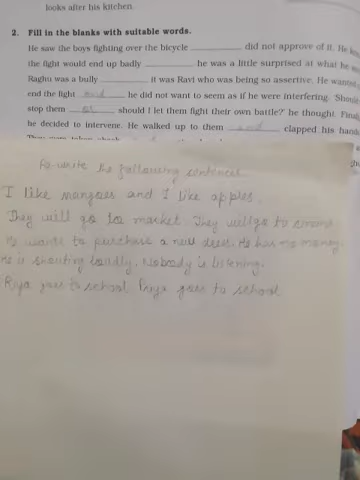 looks after his kitchen.
2. Fill in the blanks with suitable words.
He saw the boys fighting over the bicycle ________ did not approve of it. He
the fight would end up badly ________ he was a little surprised at what he
Raghu was a bully ________ it was Ravi who was being so assertive. He wanted
end the fight and he did not want to seem as if he were interfering. 'Should
stop them or should I let them fight their own battle?' he thought. Finally
he decided to intervene. He walked up to them and clapped his hands
Re-write the following sentences
I like mangoes and I like apples.
They will go to market They will go to
He wants to purchase a new dress. He has no money.
He is shouting loudly. Nobody is listening.
Riya goes to school Priya goes to school